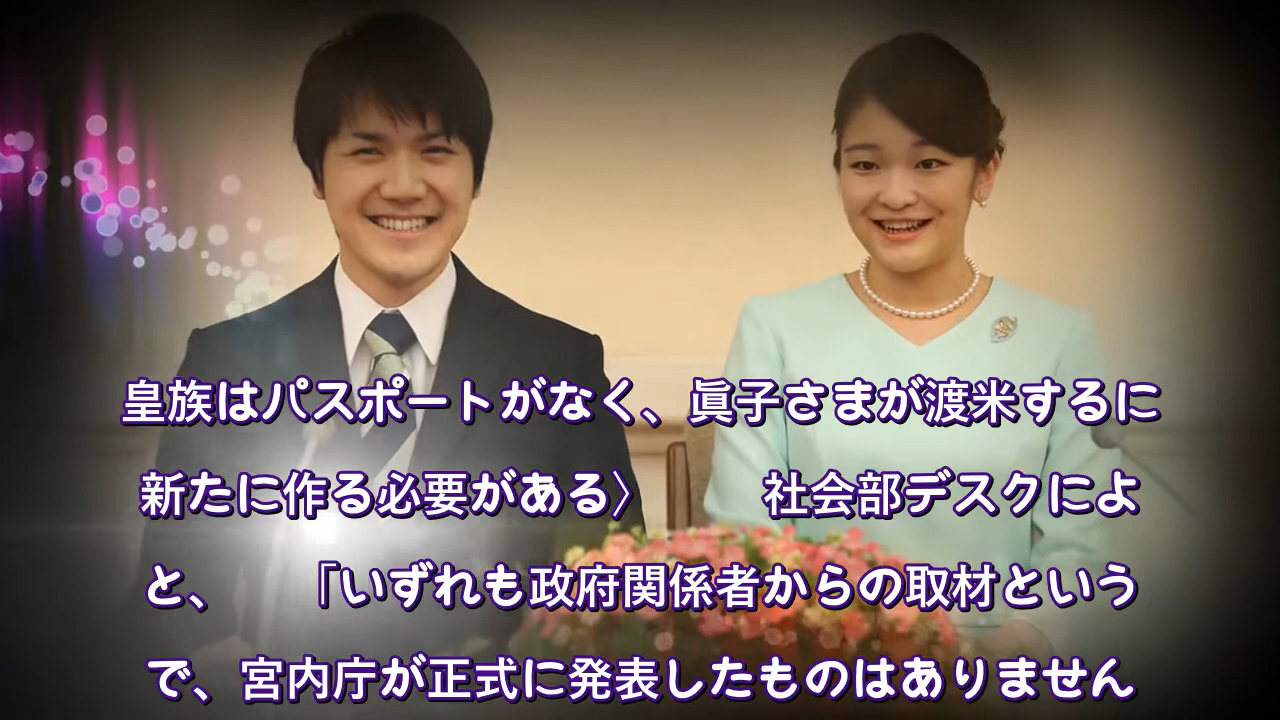 皇族はパスポートがなく、眞子さまが渡米するに
新たに作る必要がある〉　　社会部デスクによ
と、　　「いずれも政府関係者からの取材という
で、宮内庁が正式に発表したものはありません